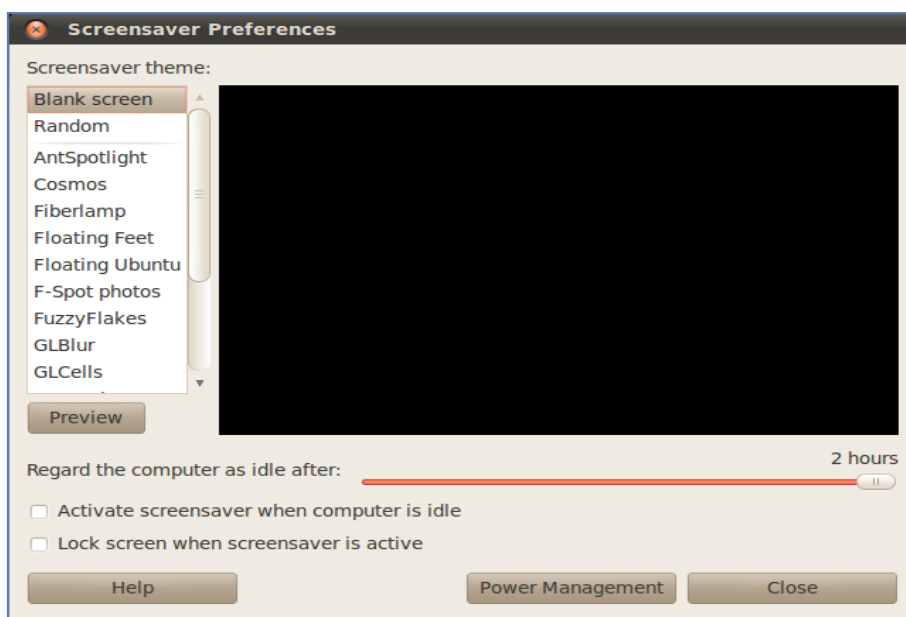 Screensaver Preferences
Screensaver theme:
Blank screen
Random
AntSpotlight
Cosmos
Fiberlamp
Floating Feet
Floating Ubuntu
F-Spot photos
FuzzyFlakes
GLBlur
GLCells
Preview
2 hours
Regard the computer as idle after:
Activate screensaver when computer is idle
Lock screen when screensaver is active
Help
Power Management
Close